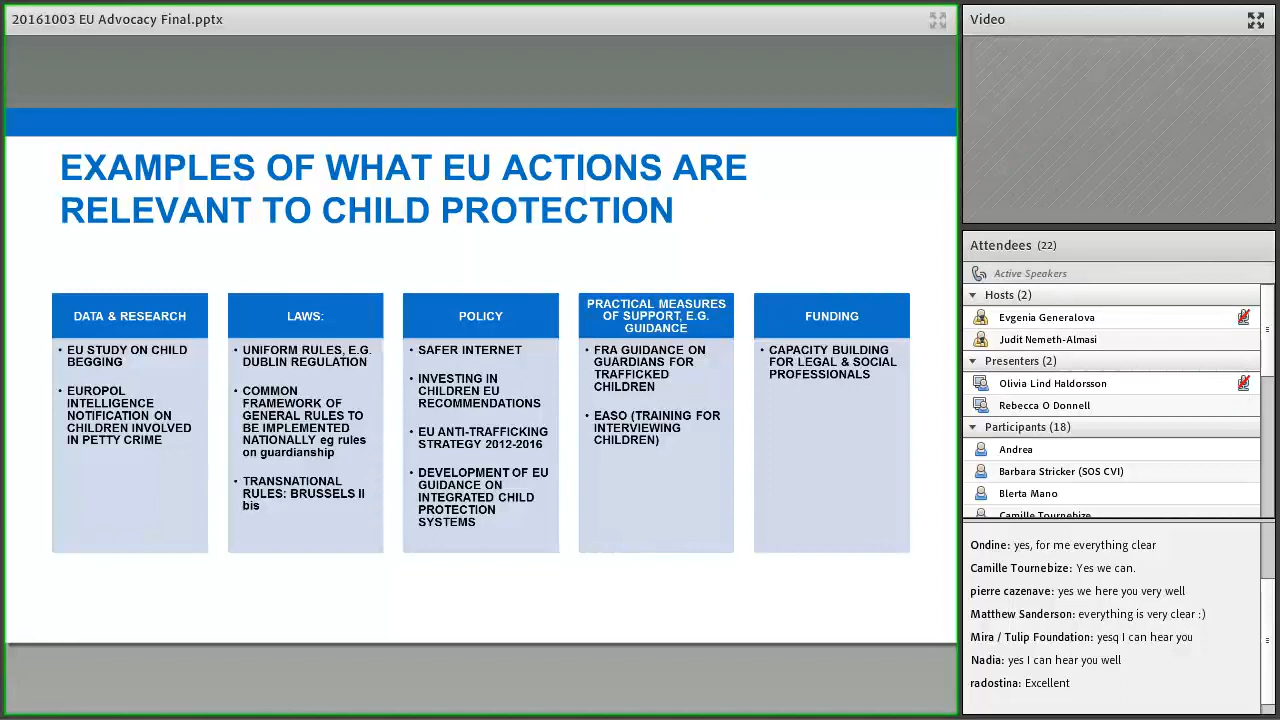 20161003 EU Advocacy Final.pptx
EXAMPLES OF WHAT EU ACTIONS ARE
RELEVANT TO CHILD PROTECTION
DATA & RESEARCH
• EU STUDY ON CHILD
BEGGING
• EUROPOL
INTELLIGENCE
NOTIFICATION ON
CHILDREN INVOLVED
IN PETTY CRIME
LAWS:
• UNIFORM RULES, E.G.
DUBLIN REGULATION
• COMMON
FRAMEWORK OF
GENERAL RULES TO
BE IMPLEMENTED
NATIONALLY eg rules
on guardianship
• TRANSNATIONAL
RULES: BRUSSELS II
bis
POLICY
• SAFER INTERNET
• INVESTING IN
CHILDREN EU
RECOMMENDATIONS
• EU ANTI-TRAFFICKING
STRATEGY 2012-2016
• DEVELOPMENT OF EU
GUIDANCE ON
INTEGRATED CHILD
PROTECTION
SYSTEMS
PRACTICAL MEASURES
OF SUPPORT, E.G.
GUIDANCE
• FRA GUIDANCE ON
GUARDIANS FOR
TRAFFICKED
CHILDREN
• EASO (TRAINING FOR
INTERVIEWING
CHILDREN)
FUNDING
• CAPACITY BUILDING
FOR LEGAL & SOCIAL
PROFESSIONALS
Video
Attendees (22)
Active Speakers
Hosts (2)
Evgenia Generalova
Judit Nemeth-Almasi
Presenters (2)
Olivia Lind Haldorsson
Rebecca O Donnell
Participants (18)
Andrea
Barbara Stricker (SOS CVI)
Blerta Mano
Camille Tournebize
Ondine: yes, for me everything clear
Camille Tournebize: Yes we can.
pierre cazenave: yes we here you very well
Matthew Sanderson: everything is very clear :)
Mira / Tulip Foundation: yesq I can hear you
Nadia: yes I can hear you well
radostina: Excellent